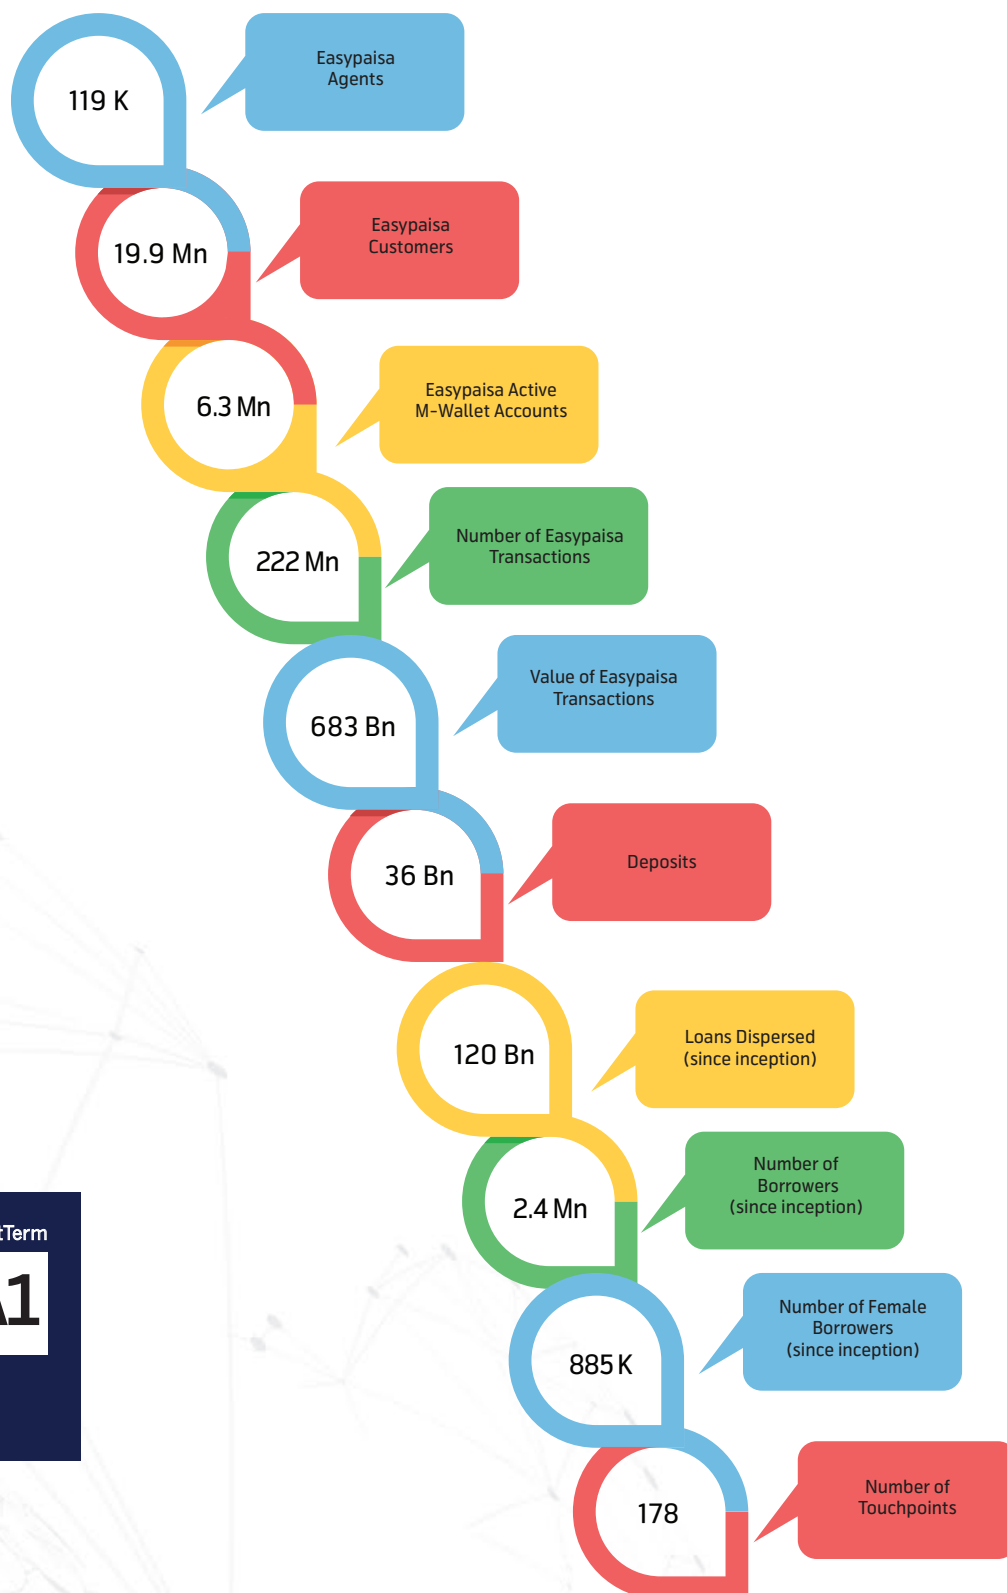 119 K
Easypaisa
Agents
19.9 Mn
Easypaisa
Customers
6.3 Mn
Easypaisa Active
M-Wallet Accounts
222 Mn
Number of Easypaisa
Transactions
683 Bn
Value of Easypaisa
Transactions
36 Bn
Deposits
120 Bn
Loans Dispersed
(since inception)
2.4 Mn
Number of
Borrowers
(since inception)
tTerm
A1
885 K
Number of Female
Borrowers
(since inception)
178
Number of
Touchpoints